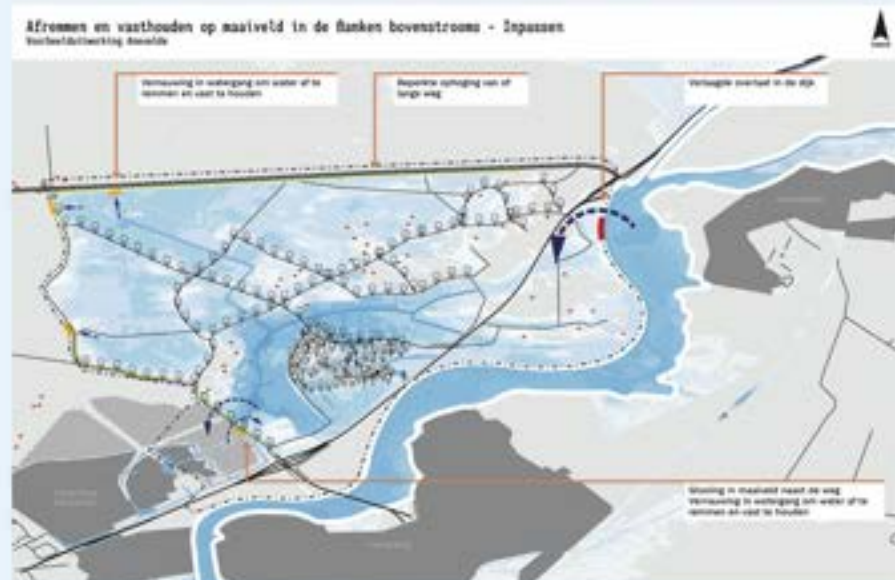 Afremmen en vasthouden op maaiveld in de flanken bovenstrooms - Inpassen
Voorbeelduitwerking
Vernauwing in watergang om water af te
remmen en vast te houden
Beperkte ophoging van of
langs weg
Verlaagde overlaat in de dijk
in maaiveld naast de weg
Vernauwing in watergang om water af te
remmen en vast te houden